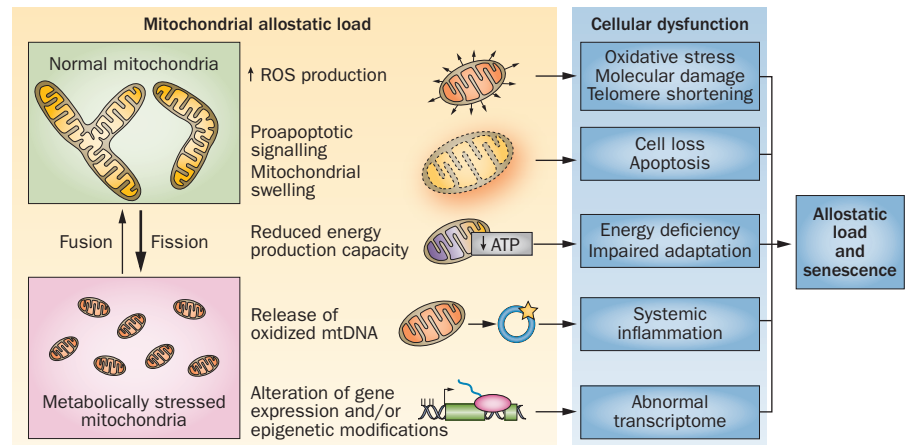 Mitochondrial allostatic load
Normal mitochondria
Fusion
Fission
Metabolically stressed
mitochondria
↑ ROS production
Proapoptotic
signalling
Mitochondrial
swelling
Reduced energy
production capacity
↓ ATP
Release of
oxidized mtDNA
Alteration of gene
expression and/or
epigenetic modifications
Cellular dysfunction
Oxidative stress
Molecular damage
Telomere shortening
Cell loss
Apoptosis
Energy deficiency
Impaired adaptation
Systemic
inflammation
Abnormal
transcriptome
Allostatic
load
and
senescence